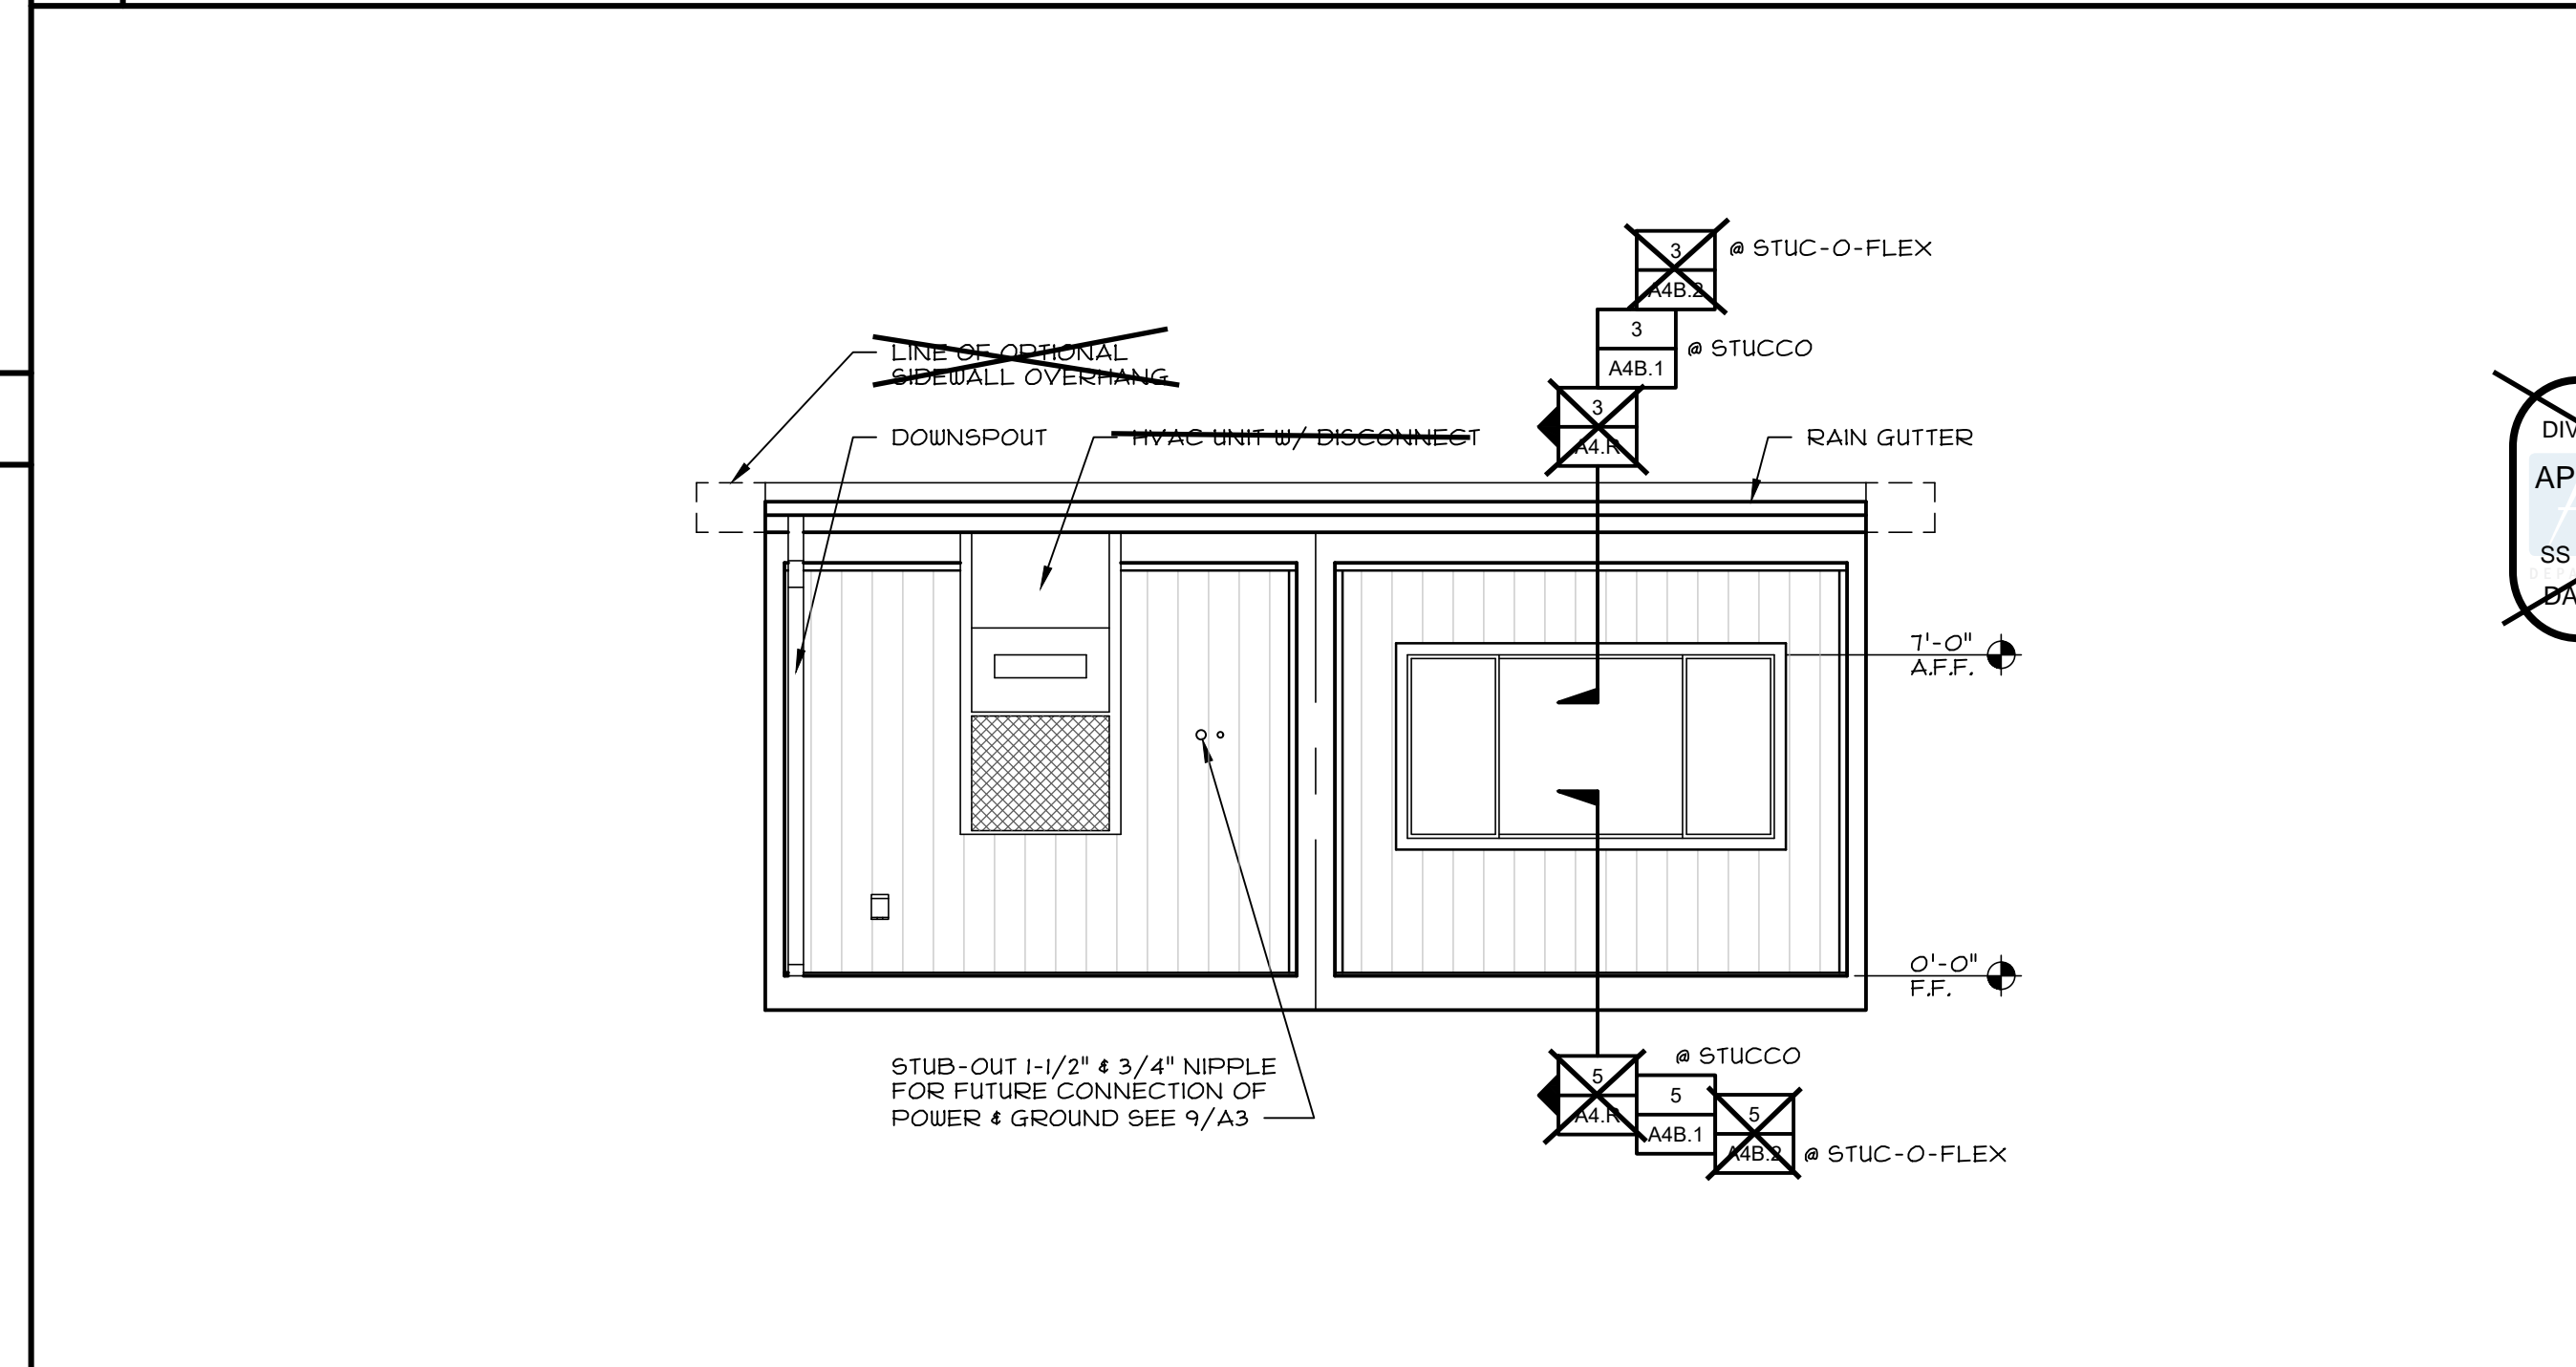 3
A4B.2
@ STUC-O-FLEX
3
A4B.1
@ STUCCO
LINE OF OPTIONAL
SIDEWALL OVERHANG
3
A4.R
DOWNSPOUT
HVAC UNIT W/ DISCONNECT
RAIN GUTTER
7'-0"
A.F.F.
0'-0"
F.F.
STUB-OUT 1-1/2" & 3/4" NIPPLE
FOR FUTURE CONNECTION OF
POWER & GROUND SEE 9/A3
@ STUCCO
5
A4.R
5
A4B.1
5
A4B.2
@ STUC-O-FLEX
DIV
AP
SS
DEPA
DA